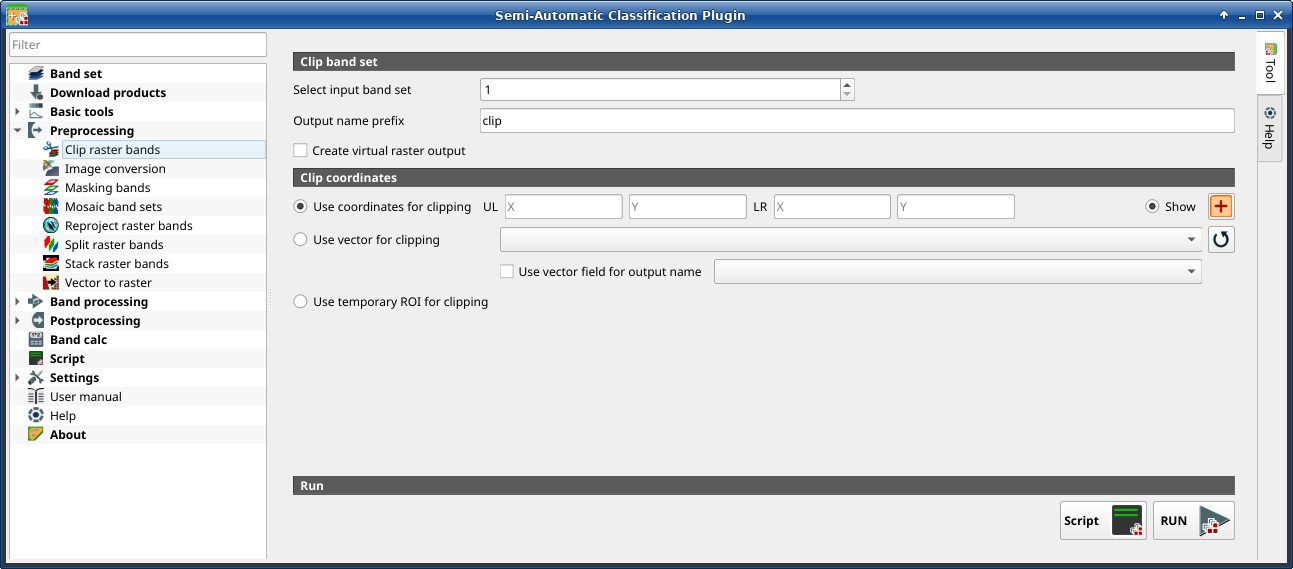 Semi-Automatic Classification Plugin
Filter
Band set
Download products
Basic tools
Preprocessing
Clip raster bands
Image conversion
Masking bands
Mosaic band sets
Reproject raster bands
Split raster bands
Stack raster bands
Vector to raster
Band processing
Postprocessing
Band calc
Script
Settings
User manual
Help
About
Clip band set
Select input band set 1
Output name prefix clip
Create virtual raster output
Clip coordinates
Use coordinates for clipping UL X Y LR X Y Show
Use vector for clipping
Use vector field for output name
Use temporary ROI for clipping
Run
Script RUN
Tool
Help